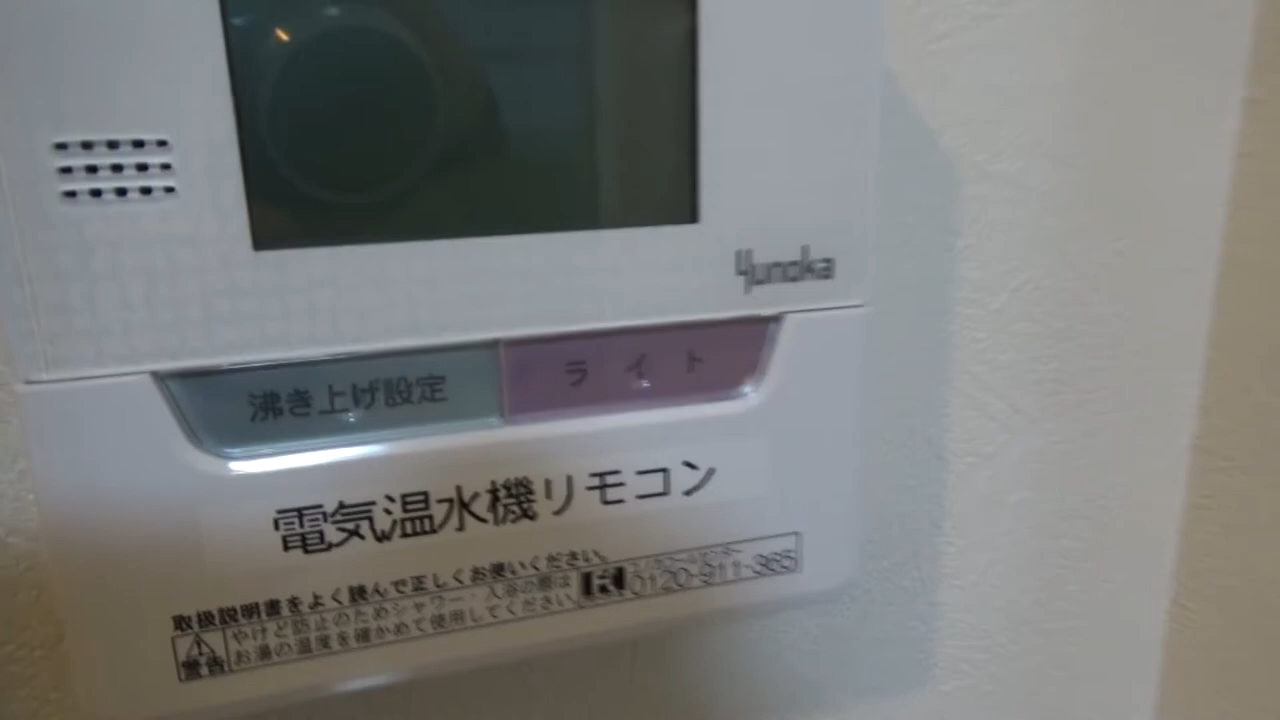 Yunoka
沸き上げ設定
ライト
電気温水機リモコン
取扱説明書をよく読んで正しくお使いください。
警告
やけど防止のためシャワー・入浴の際は
お湯の温度を確かめて使用してください
0120-911-365